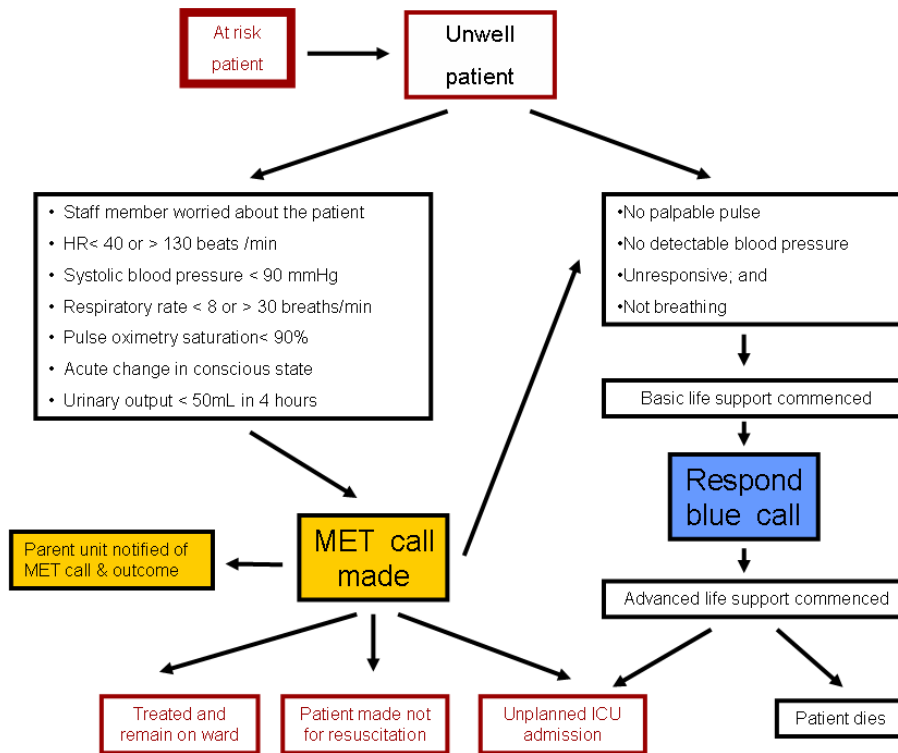 At risk
patient
Unwell
patient
• Staff member worried about the patient
• HR< 40 or > 130 beats /min
• Systolic blood pressure < 90 mmHg
• Respiratory rate < 8 or > 30 breaths/min
• Pulse oximetry saturation< 90%
• Acute change in conscious state
• Urinary output < 50mL in 4 hours
•No palpable pulse
•No detectable blood pressure
•Unresponsive; and
•Not breathing
Basic life support commenced
Respond
blue call
MET call
made
Parent unit notified of
MET call & outcome
Advanced life support commenced
Treated and
remain on ward
Patient made not
for resuscitation
Unplanned ICU
admission
Patient dies